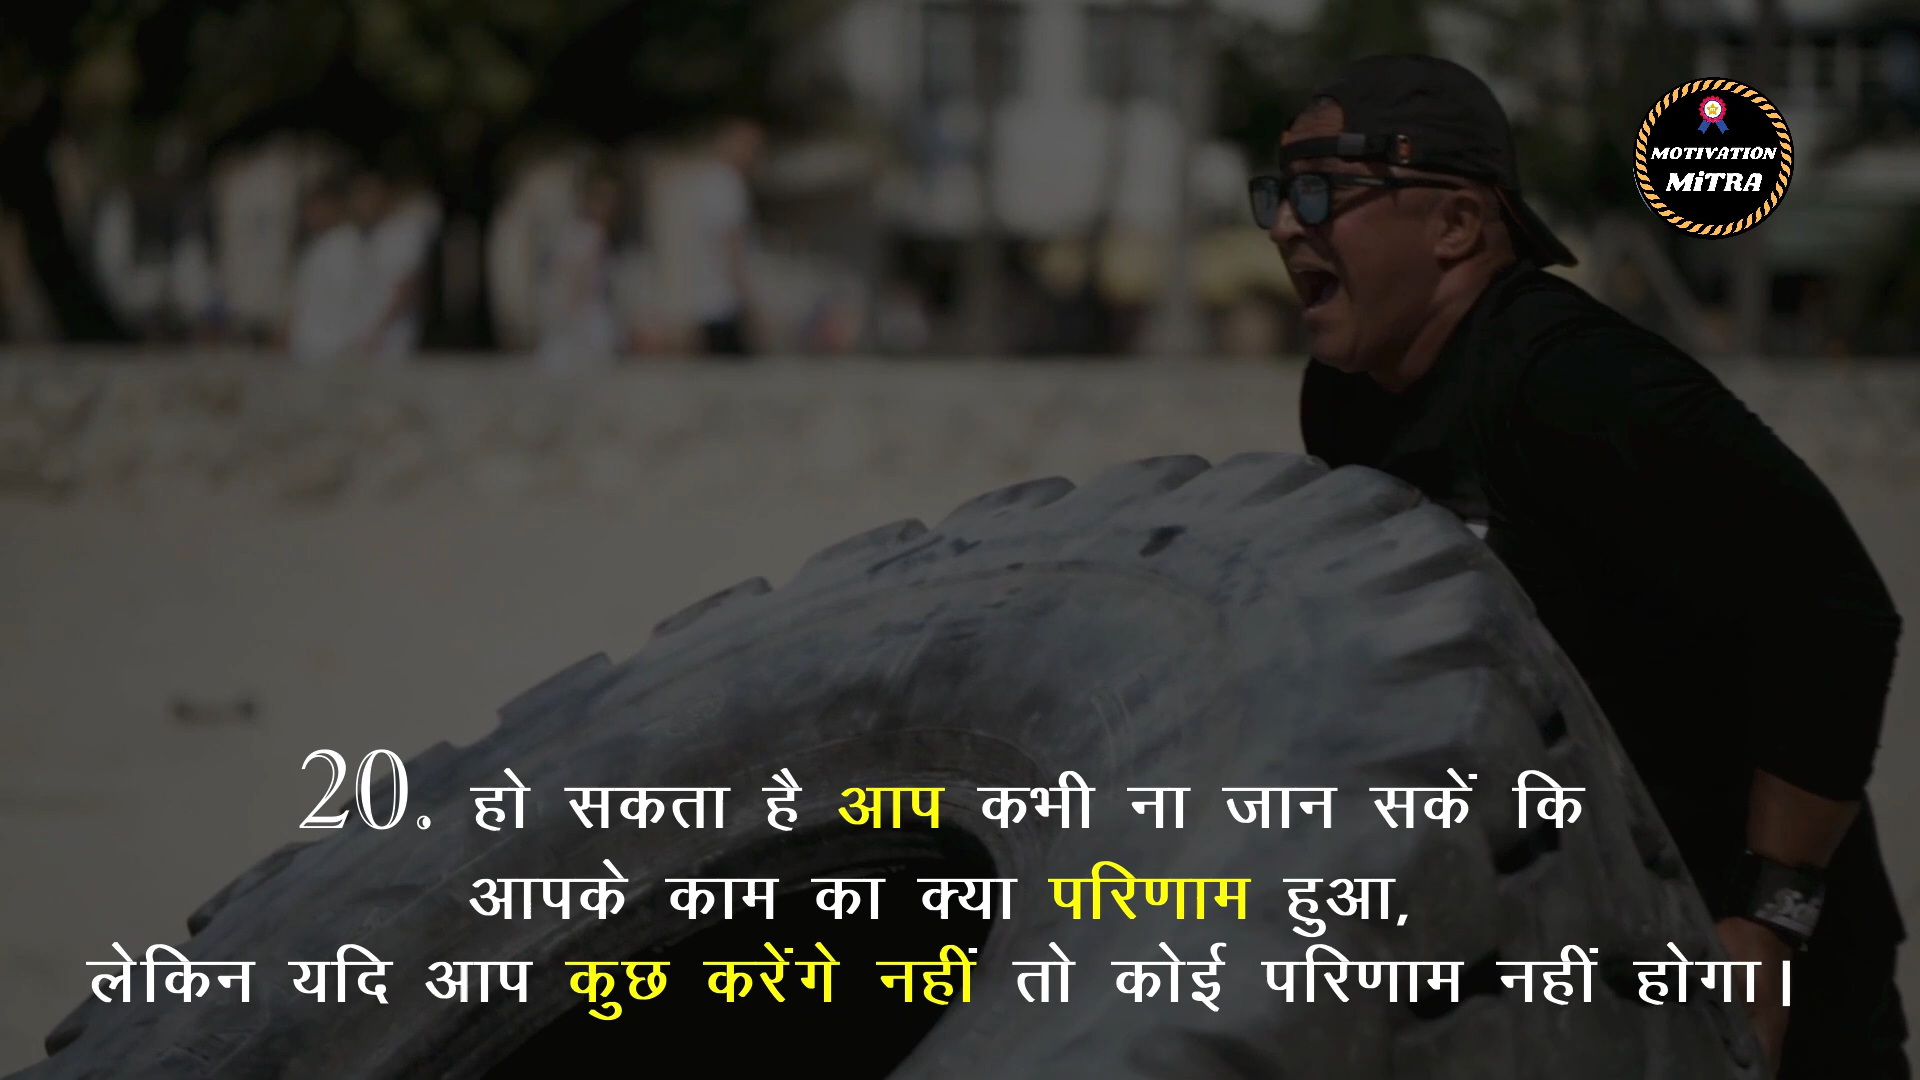 MOTIVATION
MiTRA
20. हो सकता है आप कभी ना जान सकें कि
आपके काम का क्या परिणाम हुआ,
लेकिन यदि आप कुछ करेंगे नहीं तो कोई परिणाम नहीं होगा।